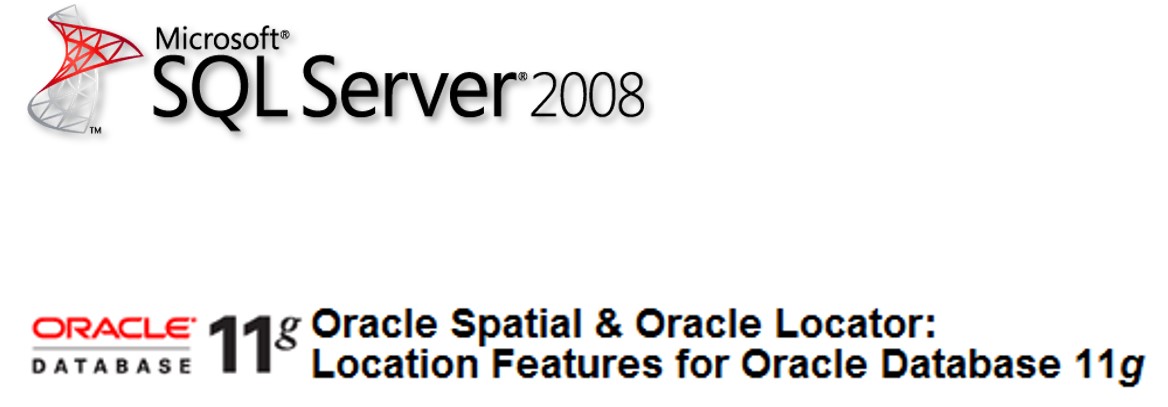 Microsoft®
SQL Server® 2008
™
ORACLE®
DATABASE
11g
Oracle Spatial & Oracle Locator:
Location Features for Oracle Database 11g